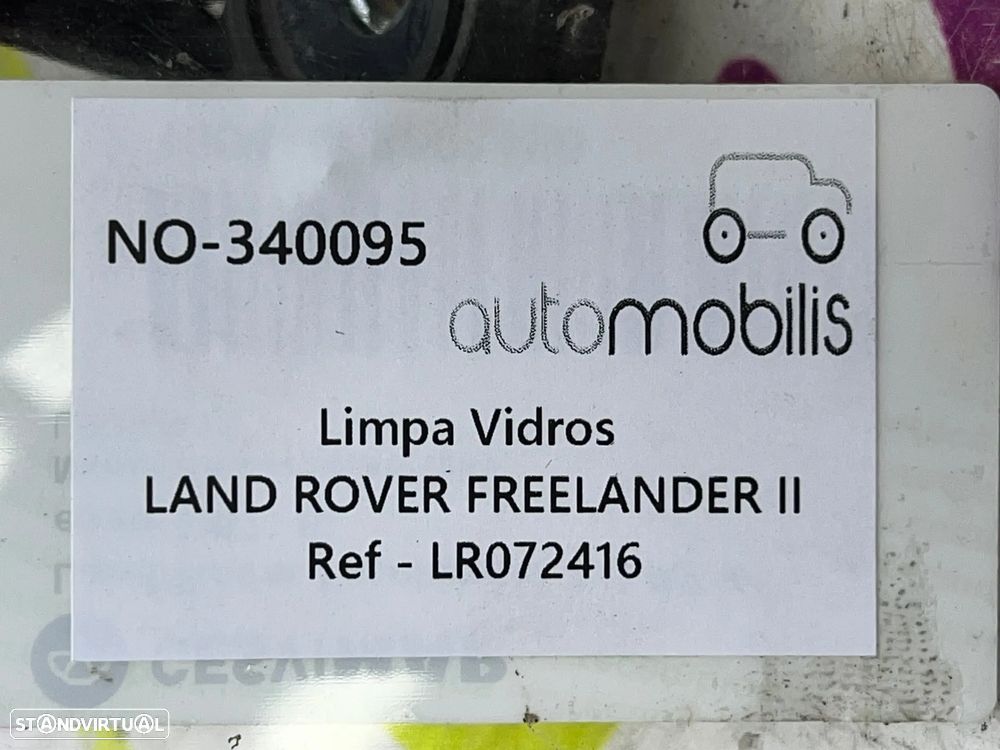 NO-340095
automobilis
Limpa Vidros
LAND ROVER FREELANDER II
Ref - LR072416
STANDVIRTUAL